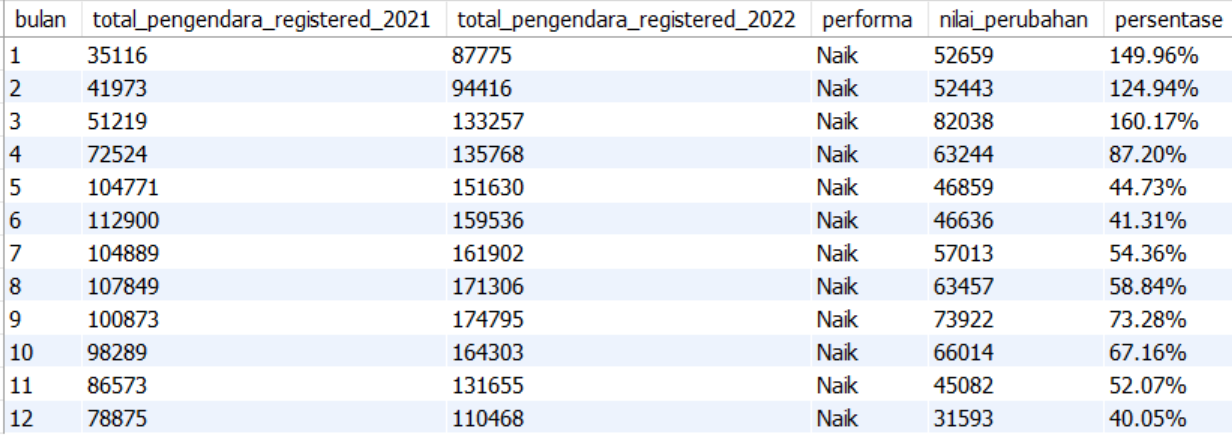 bulan total_pengendara_registered_2021 total_pengendara_registered_2022 performa nilai_perubahan persentase
1 35116 87775 Naik 52659 149.96%
2 41973 94416 Naik 52443 124.94%
3 51219 133257 Naik 82038 160.17%
4 72524 135768 Naik 63244 87.20%
5 104771 151630 Naik 46859 44.73%
6 112900 159536 Naik 46636 41.31%
7 104889 161902 Naik 57013 54.36%
8 107849 171306 Naik 63457 58.84%
9 100873 174795 Naik 73922 73.28%
10 98289 164303 Naik 66014 67.16%
11 86573 131655 Naik 45082 52.07%
12 78875 110468 Naik 31593 40.05%